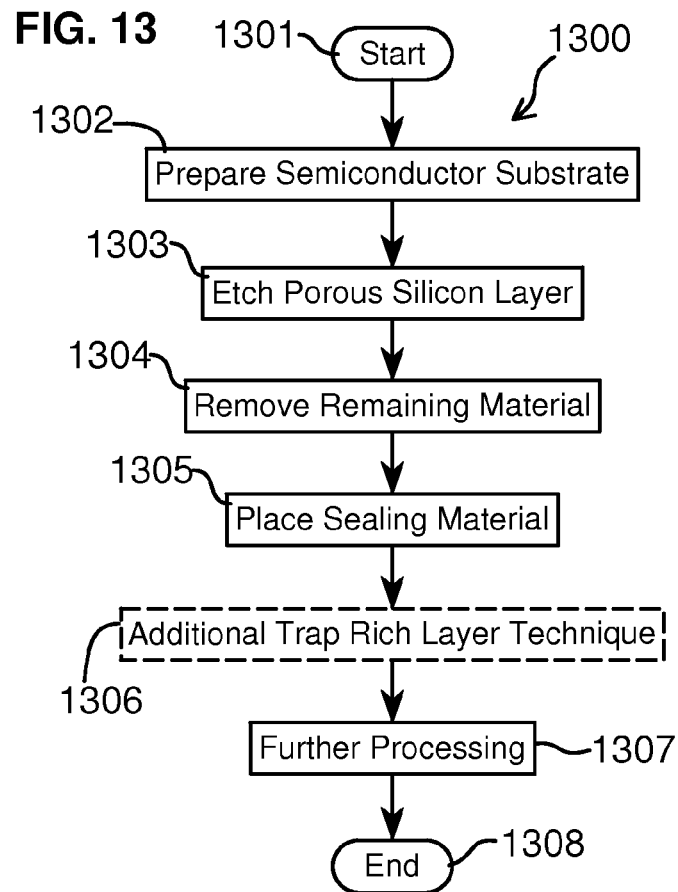 FIG. 13
1301
Start
1300
1302
Prepare Semiconductor Substrate
1303
Etch Porous Silicon Layer
1304
Remove Remaining Material
1305
Place Sealing Material
Additional Trap Rich Layer Technique
1306
Further Processing
1307
1308
End